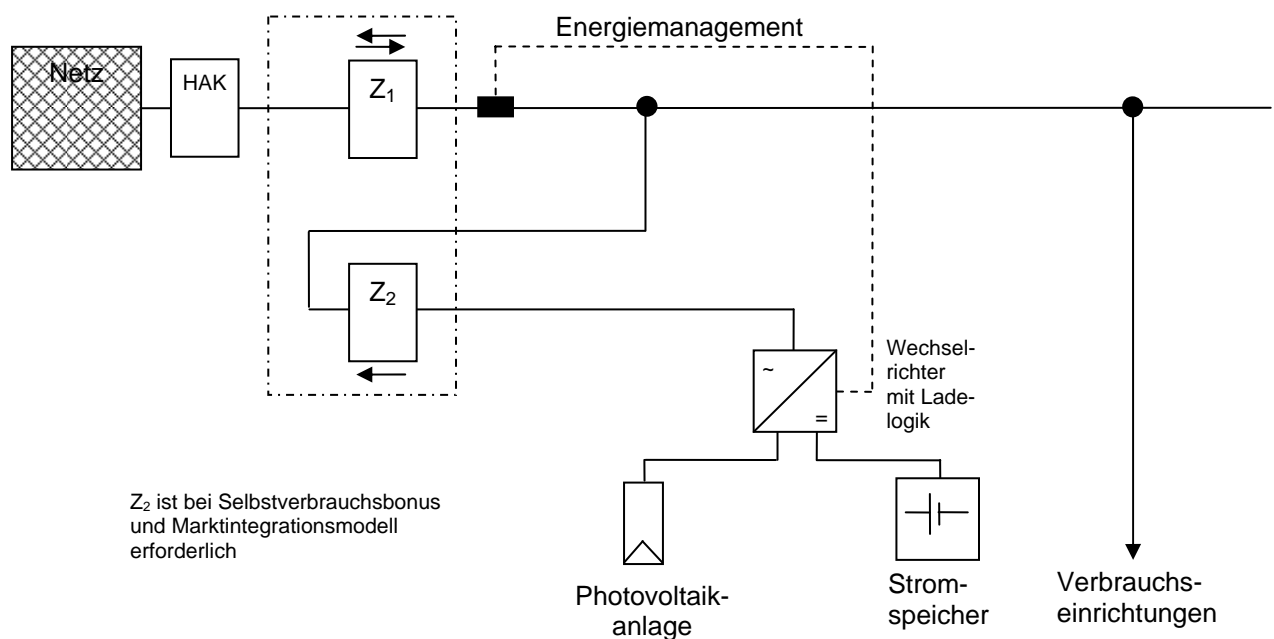 Energiemanagement
Netz
HAK
Z₁
Z₂
Wechsel-
richter
mit Lade-
logik
~
=
Z₂ ist bei Selbstverbrauchsbonus
und Marktintegrationsmodell
erforderlich
Photovoltaik-
anlage
Strom-
speicher
Verbrauchs-
einrichtungen